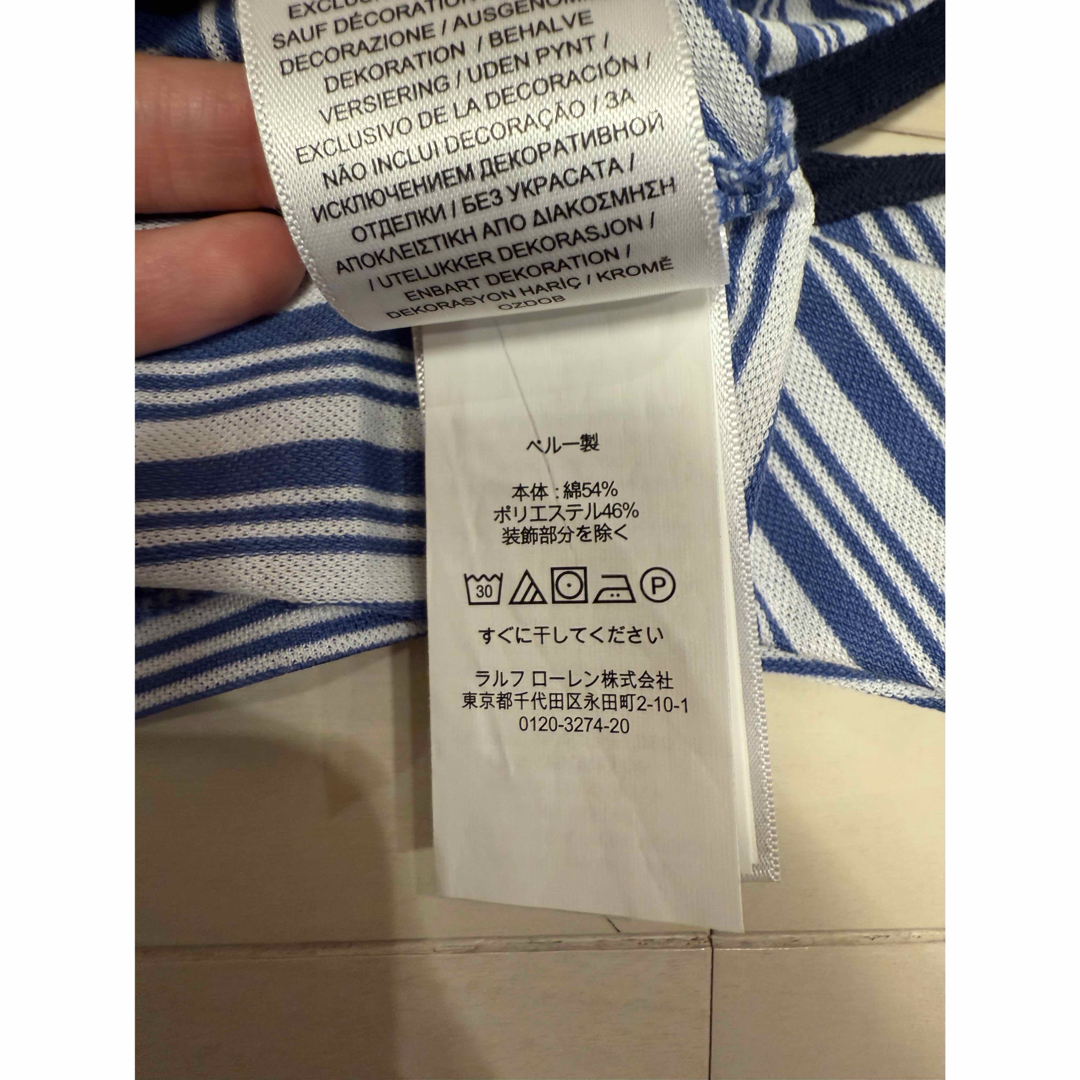 SAUF DÉCORATION
DECORAZIONE / AUSGENOM
DEKORATION / BEHALVE
VERSIERING / UDEN PYNT /
EXCLUSIVO DE LA DECORACIÓN /
NÃO INCLUI DECORAÇÃO / ЗА
ИСКЛЮЧЕНИЕМ ДЕКОРАТИВНОЙ
ОТДЕЛКИ / БЕЗ УКРАСАТА /
ΑΠΟΚΛΕΙΣΤΙΚΗ ΑΠΟ ΔΙΑΚΟΣΜΗΣΗ
/ UTELUKKER DEKORASJON /
ENBART DEKORATION /
DEKORASYON HARİÇ / KROMĚ
OZDOB
ペルー製
本体 : 綿54%
ポリエステル46%
装飾部分を除く
30
P
すぐに干してください
ラルフ ローレン株式会社
東京都千代田区永田町2-10-1
0120-3274-20